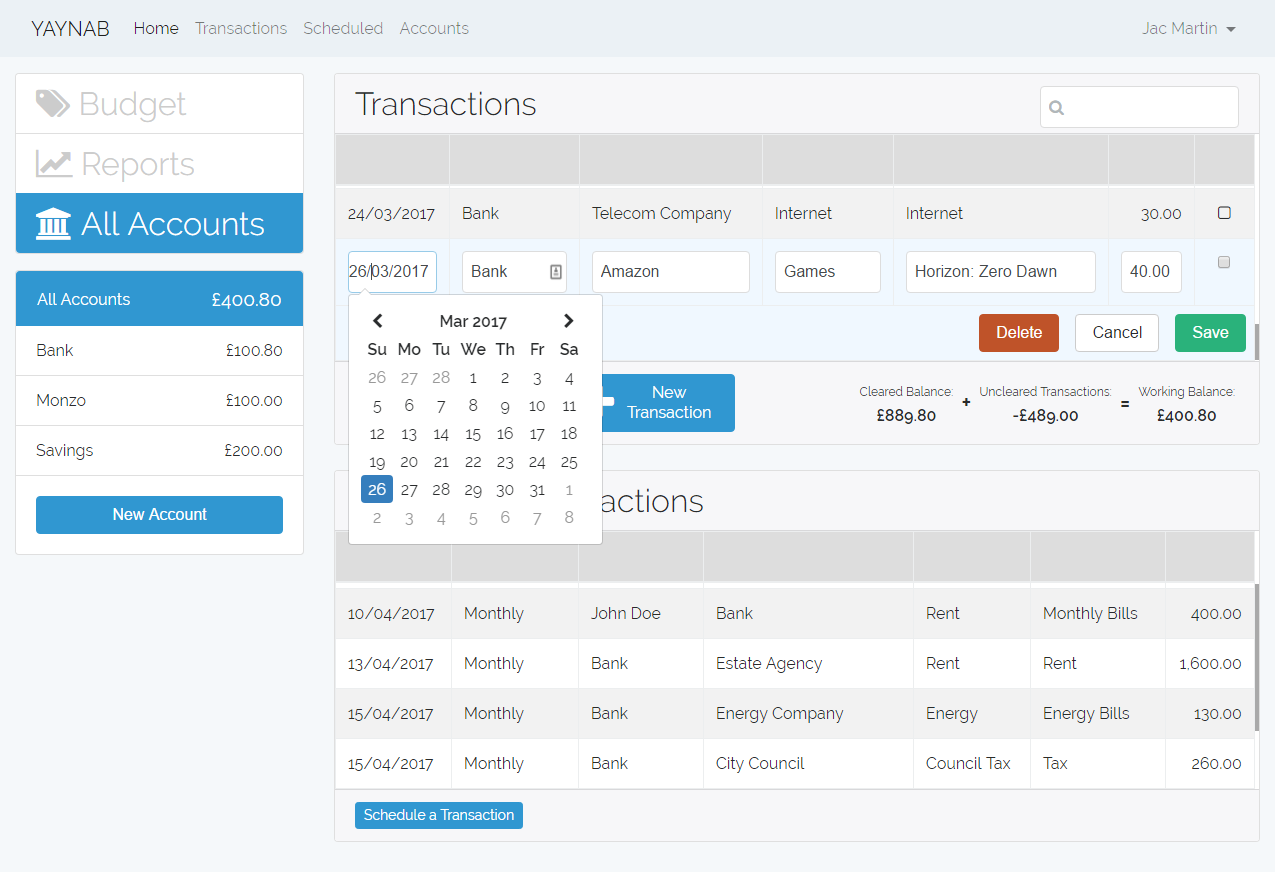 YAYNAB Home Transactions Scheduled Accounts Jac Martin
Budget
Reports
All Accounts
All Accounts £400.80
Bank £100.80
Monzo £100.00
Savings £200.00
New Account
Transactions
24/03/2017 Bank Telecom Company Internet Internet 30.00
26/03/2017 Bank Amazon Games Horizon: Zero Dawn 40.00
Delete Cancel Save
Mar 2017
Su Mo Tu We Th Fr Sa
26 27 28 1 2 3 4
5 6 7 8 9 10 11
12 13 14 15 16 17 18
19 20 21 22 23 24 25
26 27 28 29 30 31 1
2 3 4 5 6 7 8
New
Transaction
Cleared Balance: + Uncleared Transactions: = Working Balance:
£889.80 -£489.00 £400.80
actions
10/04/2017 Monthly John Doe Bank Rent Monthly Bills 400.00
13/04/2017 Monthly Bank Estate Agency Rent Rent 1,600.00
15/04/2017 Monthly Bank Energy Company Energy Energy Bills 130.00
15/04/2017 Monthly Bank City Council Council Tax Tax 260.00
Schedule a Transaction